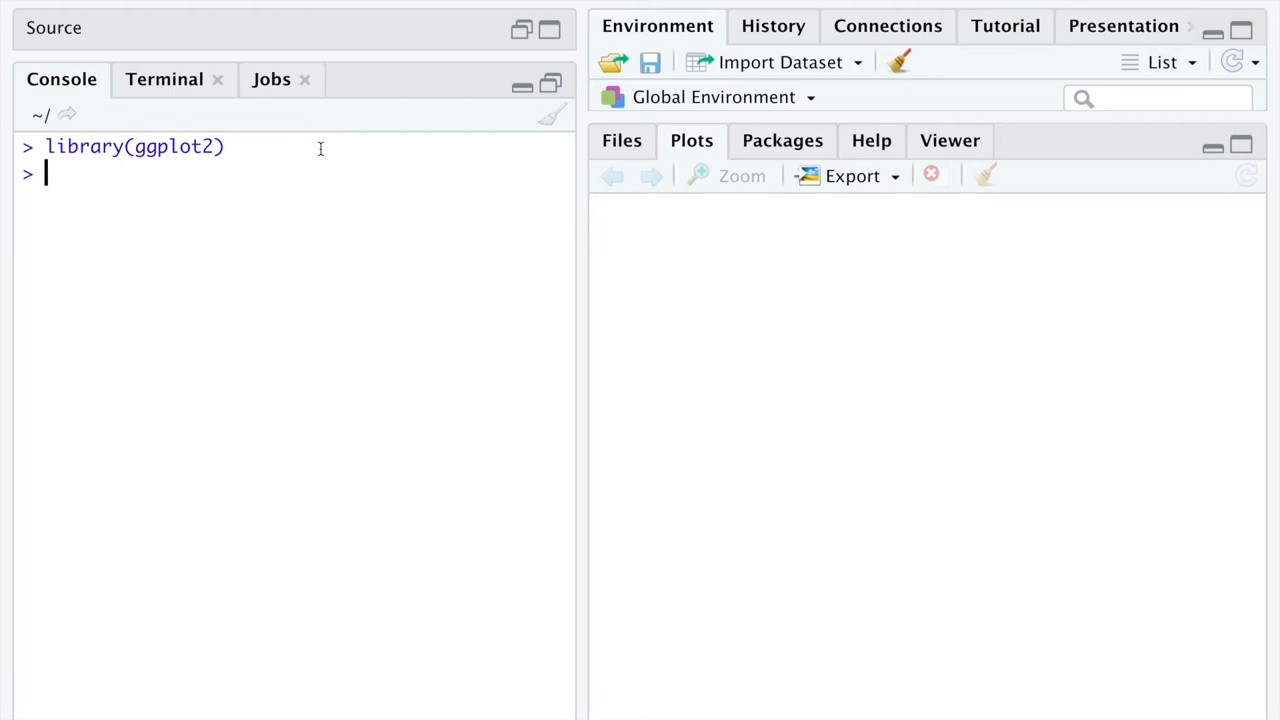 Source
Console Terminal Jobs
~/
> library(ggplot2)
>
Environment History Connections Tutorial Presentation
Import Dataset List
Global Environment
Files Plots Packages Help Viewer
Zoom Export